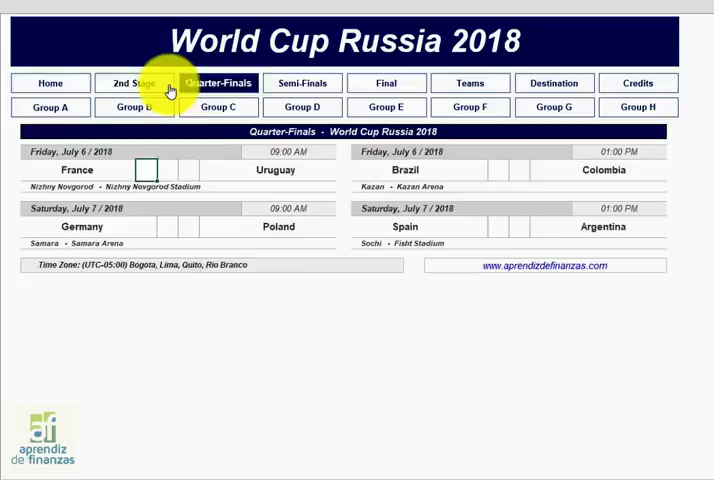 World Cup Russia 2018
Home 2nd Stage Quarter-Finals Semi-Finals Final Teams Destination Credits
Group A Group B Group C Group D Group E Group F Group G Group H
Quarter-Finals - World Cup Russia 2018
Friday, July 6 / 2018 09:00 AM Friday, July 6 / 2018 01:00 PM
France Uruguay Brazil Colombia
Nizhny Novgorod - Nizhny Novgorod Stadium Kazan - Kazan Arena
Saturday, July 7 / 2018 09:00 AM Saturday, July 7 / 2018 01:00 PM
Germany Poland Spain Argentina
Samara - Samara Arena Sochi - Fisht Stadium
Time Zone: (UTC-05:00) Bogota, Lima, Quito, Rio Branco www.aprendizdefinanzas.com
af
aprendiz
de finanzas